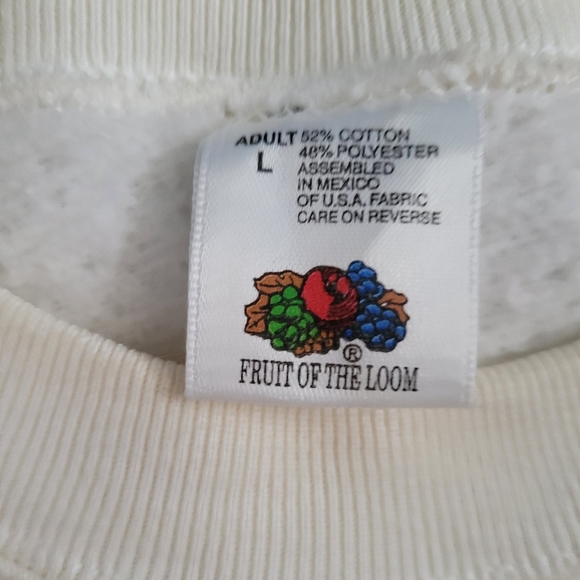 ADULT 52% COTTON
L 48% POLYESTER
ASSEMBLED
IN MEXICO
OF U.S.A. FABRIC
CARE ON REVERSE
®
FRUIT OF THE LOOM